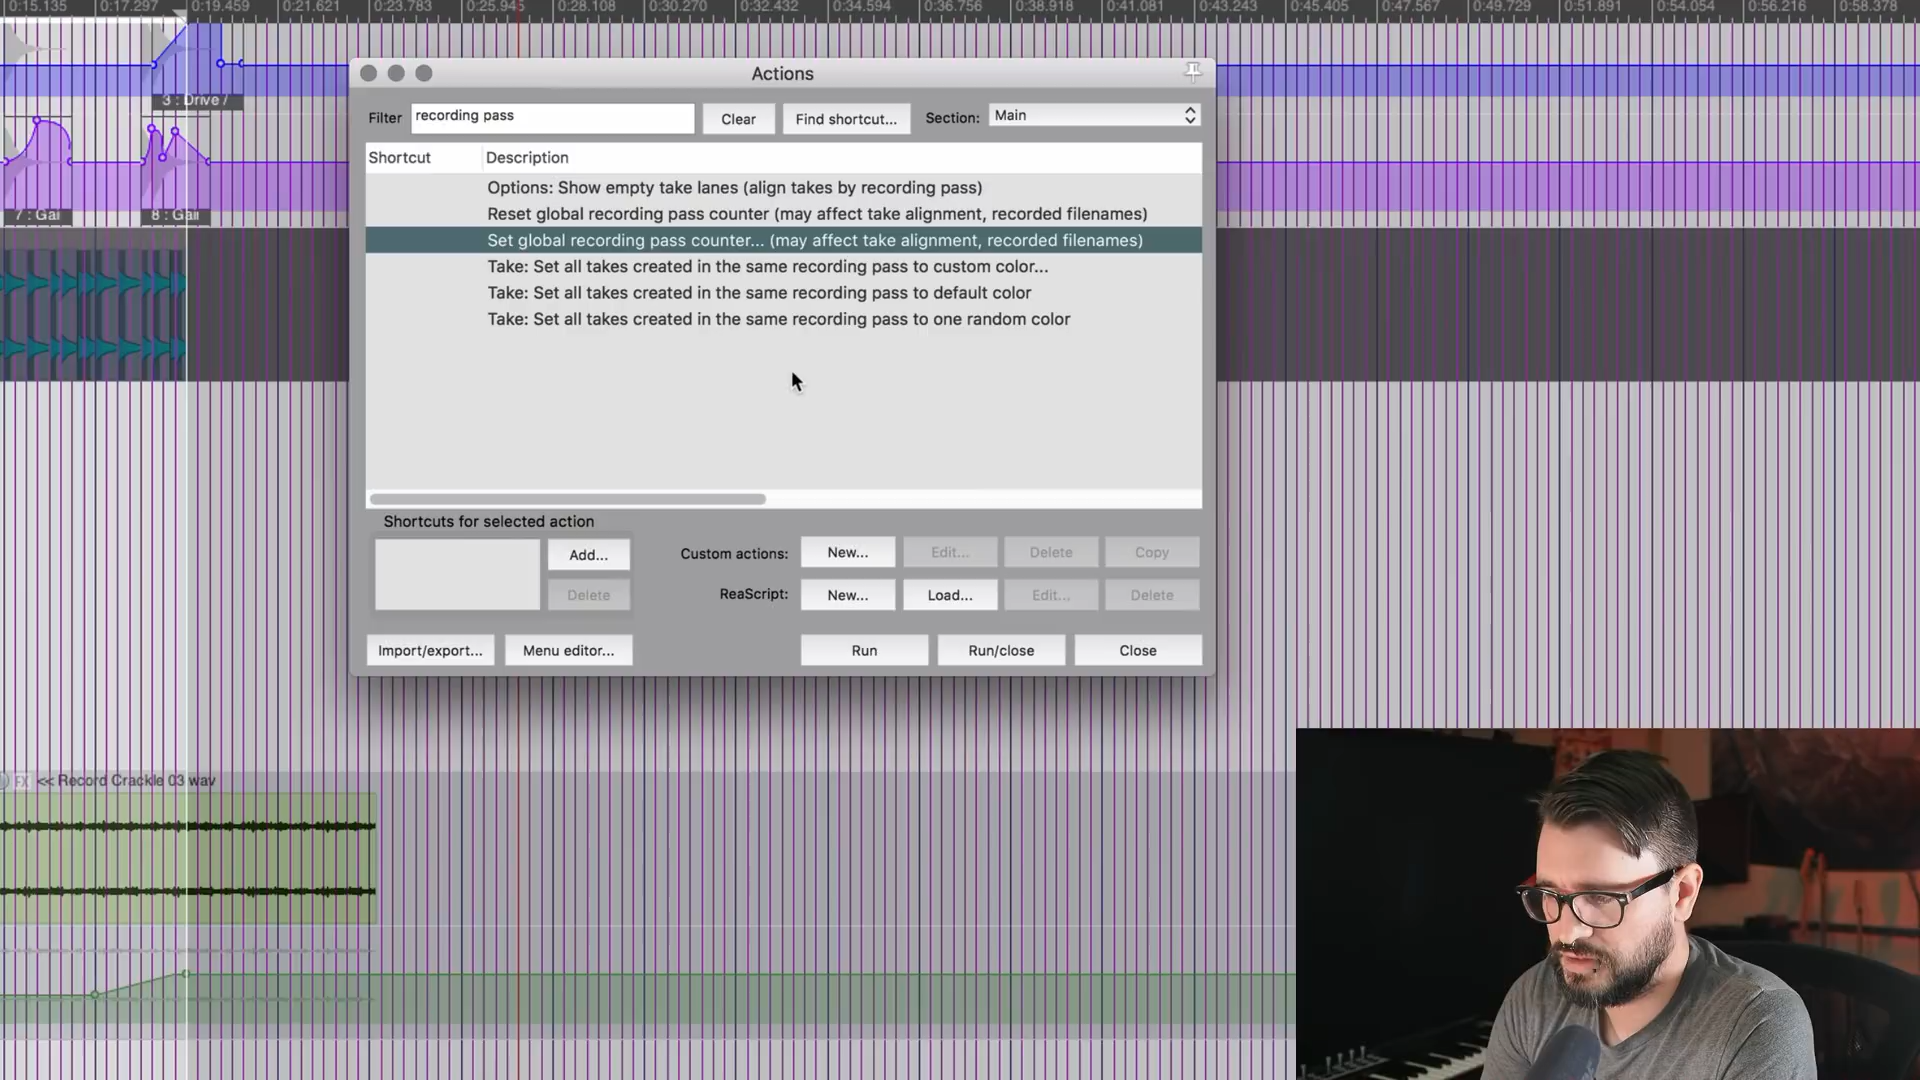 0:15.135 0:17.297 0:19.459 0:21.621 0:23.783 0:25.945 0:28.108 0:30.270 0:32.432 0:34.594 0:36.756 0:38.918 0:41.081 0:43.243 0:45.405 0:47.567 0:49.729 0:51.891 0:54.054 0:56.216 0:58.378
3 : Drive /
7 : Gai 8 : Gai
Actions
Filter recording pass Clear Find shortcut... Section: Main
Shortcut Description
Options: Show empty take lanes (align takes by recording pass)
Reset global recording pass counter (may affect take alignment, recorded filenames)
Set global recording pass counter... (may affect take alignment, recorded filenames)
Take: Set all takes created in the same recording pass to custom color...
Take: Set all takes created in the same recording pass to default color
Take: Set all takes created in the same recording pass to one random color
Shortcuts for selected action
Add... Custom actions: New... Edit... Delete Copy
Delete ReaScript: New... Load... Edit... Delete
Import/export... Menu editor... Run Run/close Close
FX << Record Crackle 03 wav